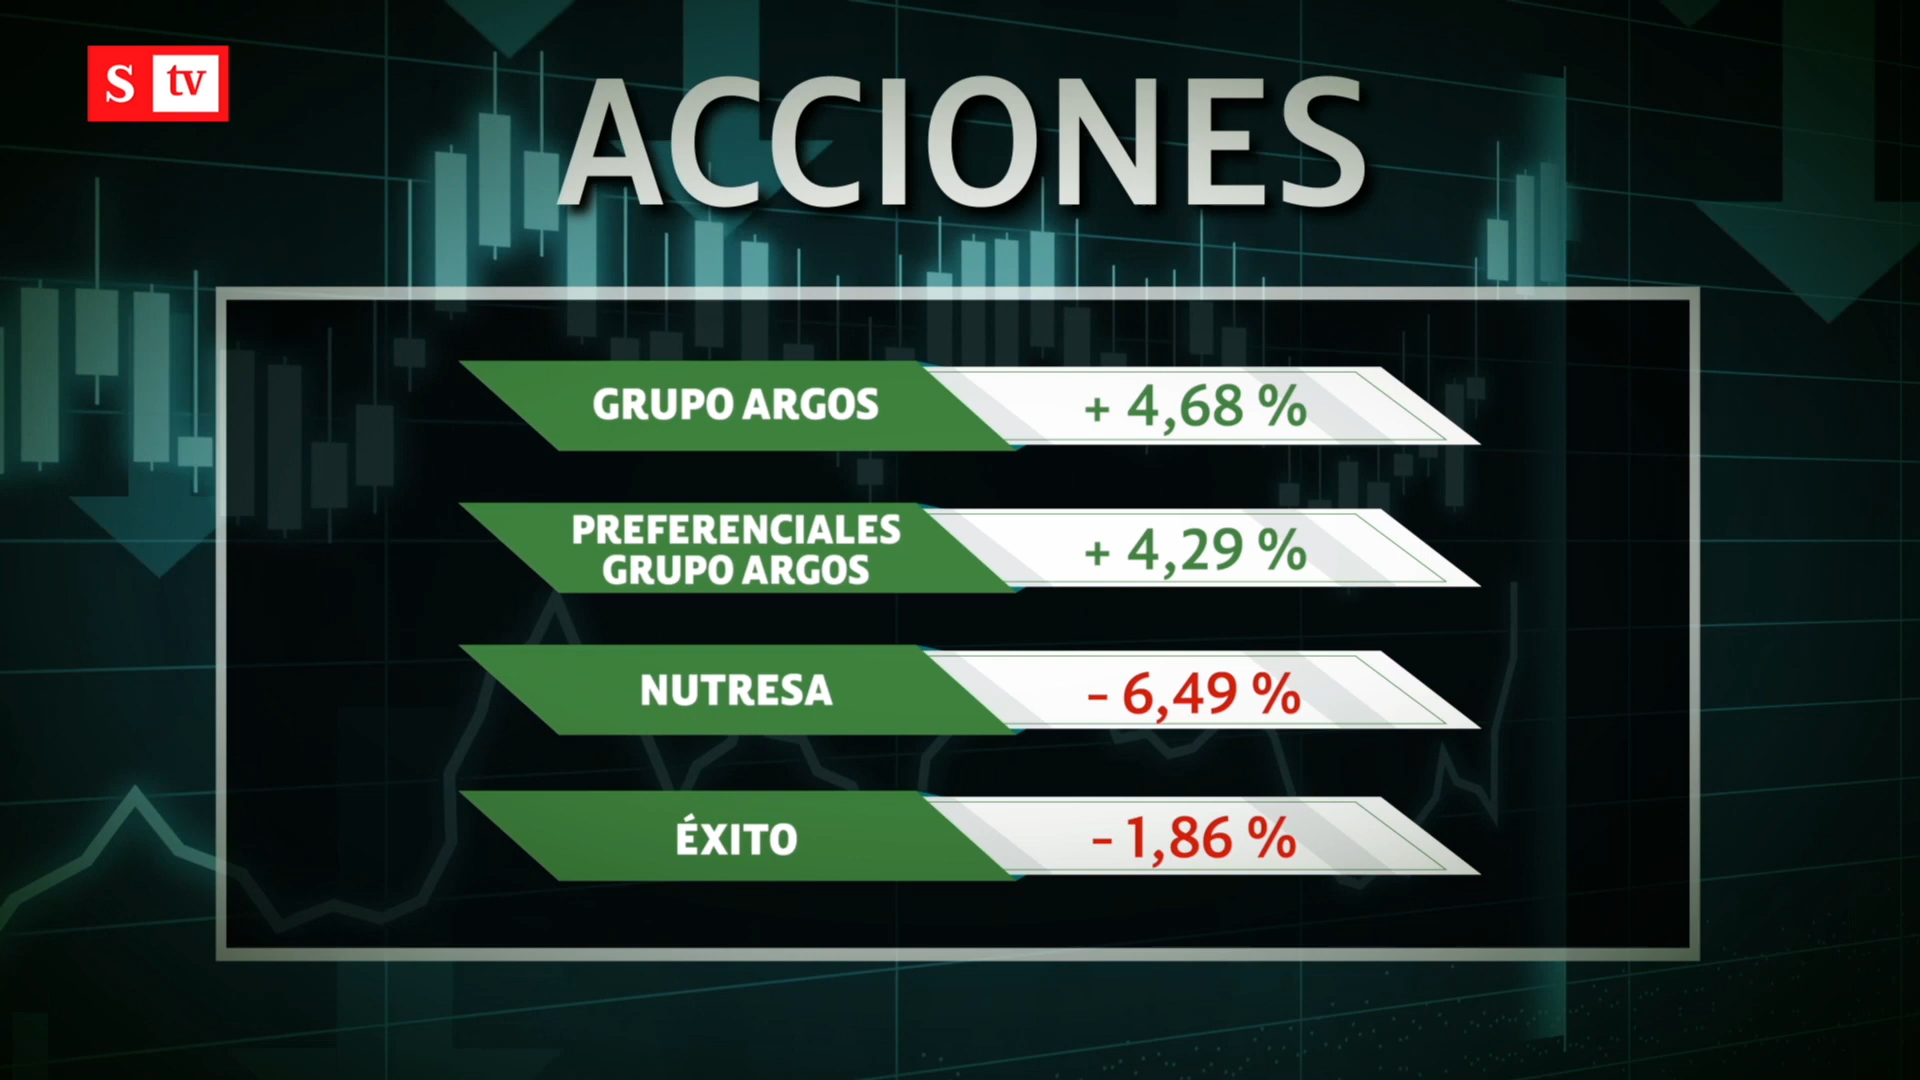 S tv
ACCIONES
GRUPO ARGOS
+ 4,68 %
PREFERENCIALES
GRUPO ARGOS
+ 4,29 %
NUTRESA
- 6,49 %
ÉXITO
- 1,86 %